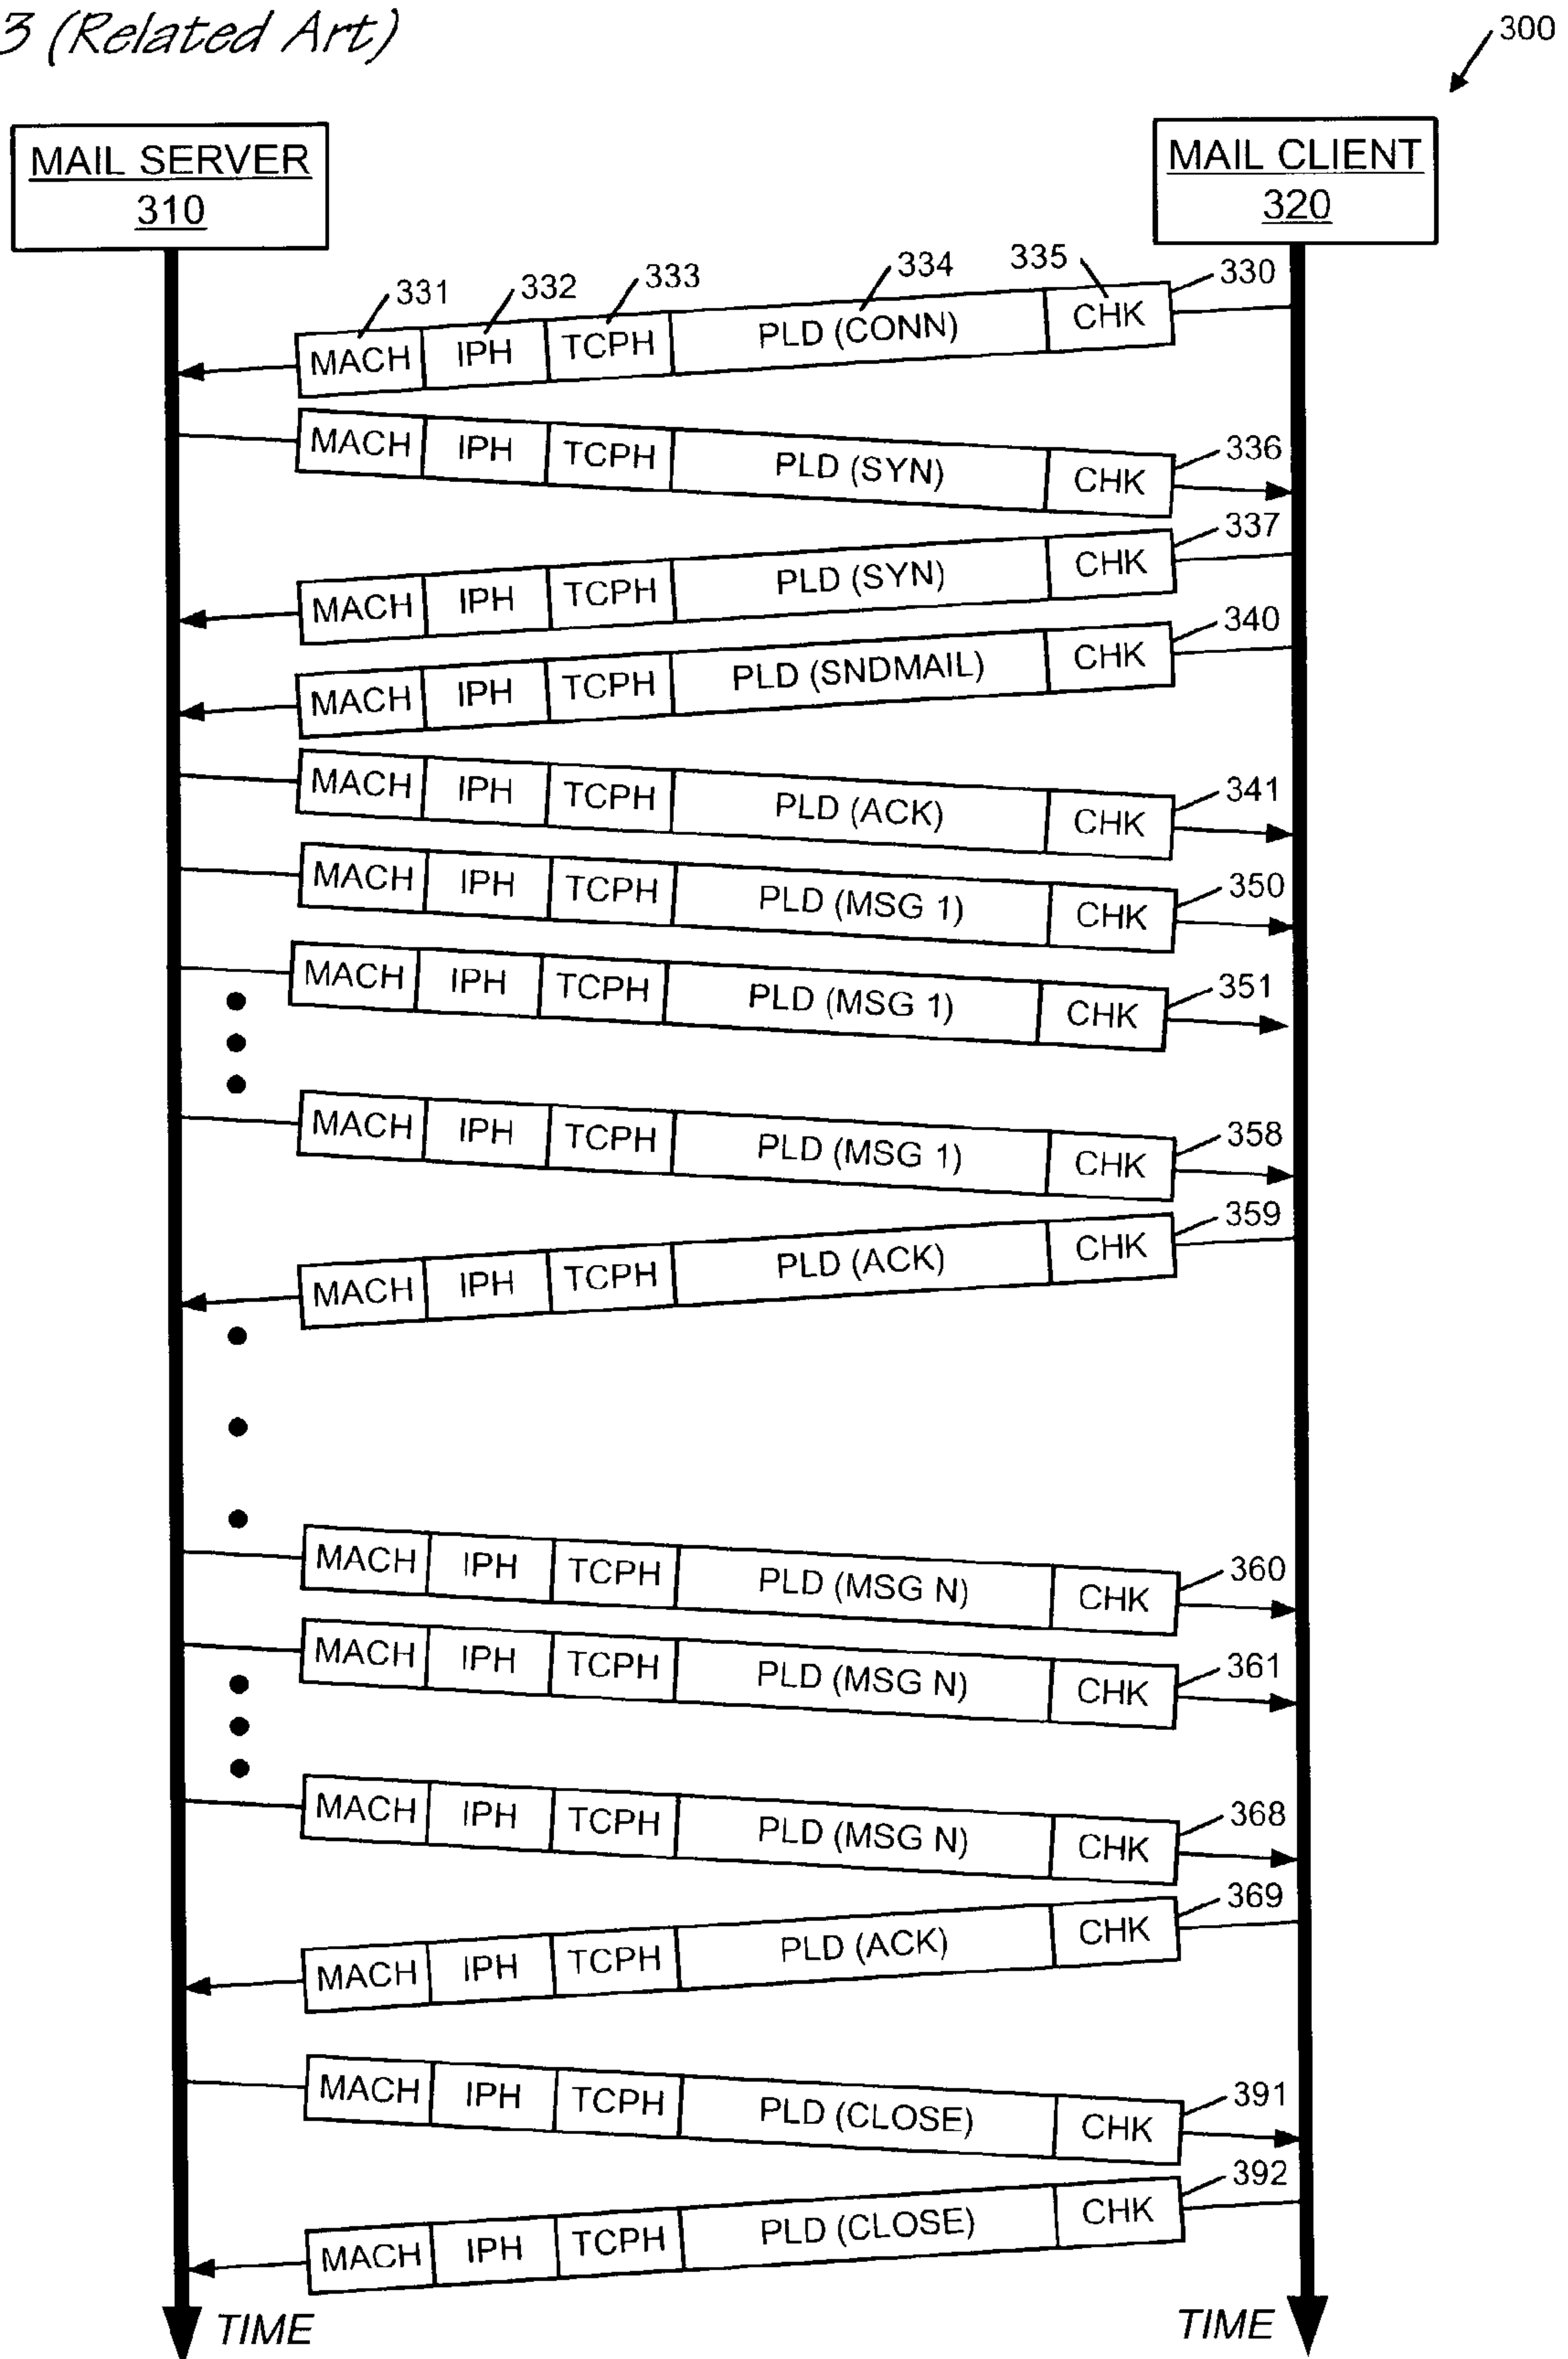 3 (Related Art)
300
MAIL SERVER
310
MAIL CLIENT
320
331 332 333 334 335 330
MACH IPH TCPH PLD (CONN) CHK
MACH IPH TCPH PLD (SYN) CHK 336
MACH IPH TCPH PLD (SYN) CHK 337
MACH IPH TCPH PLD (SNDMAIL) CHK 340
MACH IPH TCPH PLD (ACK) CHK 341
MACH IPH TCPH PLD (MSG 1) CHK 350
MACH IPH TCPH PLD (MSG 1) CHK 351
MACH IPH TCPH PLD (MSG 1) CHK 358
MACH IPH TCPH PLD (ACK) CHK 359
MACH IPH TCPH PLD (MSG N) CHK 360
MACH IPH TCPH PLD (MSG N) CHK 361
MACH IPH TCPH PLD (MSG N) CHK 368
MACH IPH TCPH PLD (ACK) CHK 369
MACH IPH TCPH PLD (CLOSE) CHK 391
MACH IPH TCPH PLD (CLOSE) CHK 392
TIME TIME